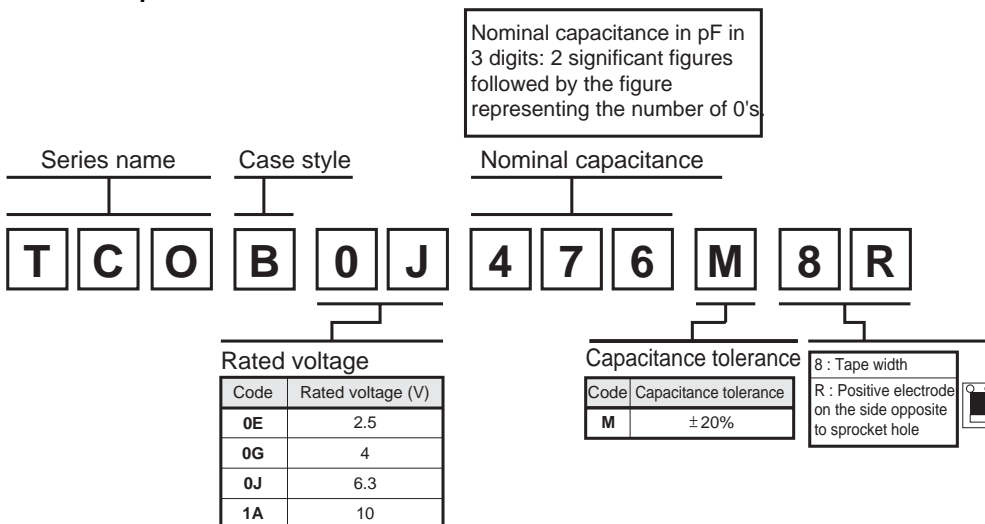 Nominal capacitance in pF in
3 digits: 2 significant figures
followed by the figure
representing the number of 0's.
Series name
Case style
Nominal capacitance
T C O B 0 J 4 7 6 M 8 R
Rated voltage
Code Rated voltage (V)
0E 2.5
0G 4
0J 6.3
1A 10
Capacitance tolerance
Code Capacitance tolerance
M ±20%
8 : Tape width
R : Positive electrode
on the side opposite
to sprocket hole